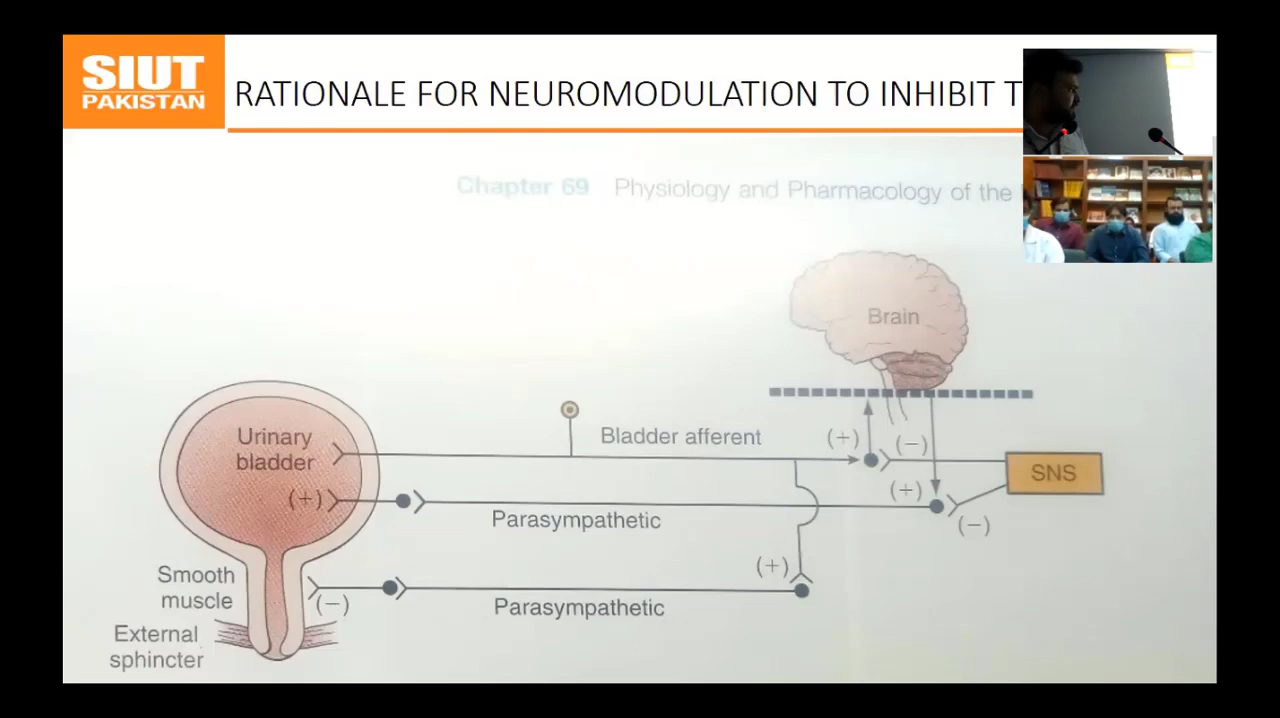 SIUT
PAKISTAN
RATIONALE FOR NEUROMODULATION TO INHIBIT T
Chapter 69 Physiology and Pharmacology of the
Brain
Urinary
bladder
Bladder afferent
(+)
(−)
SNS
(+)
(+)
(−)
Parasympathetic
(+)
Smooth
muscle
(−)
Parasympathetic
External
sphincter